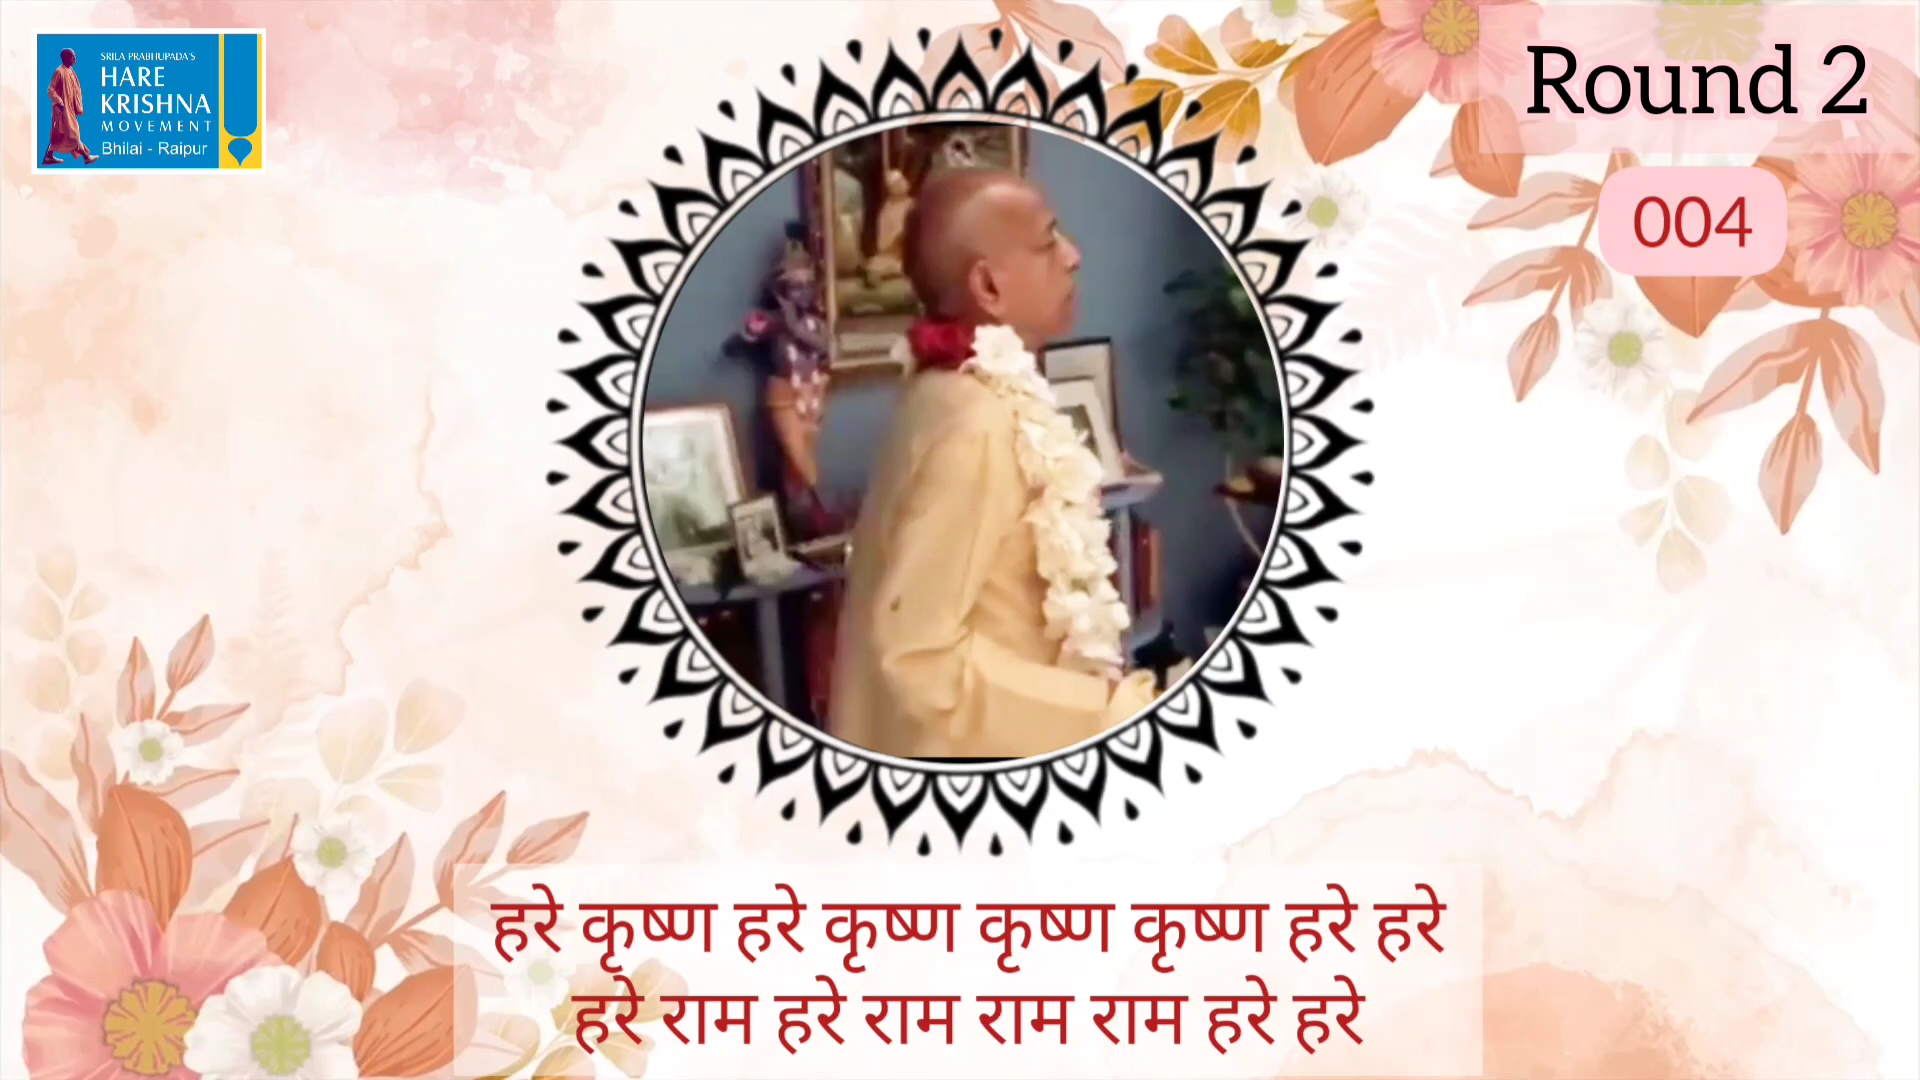 SRILA PRABHUPADA'S
HARE
KRISHNA
MOVEMENT
Bhilai - Raipur
Round 2
004
हरे कृष्ण हरे कृष्ण कृष्ण कृष्ण हरे हरे
हरे राम हरे राम राम राम हरे हरे